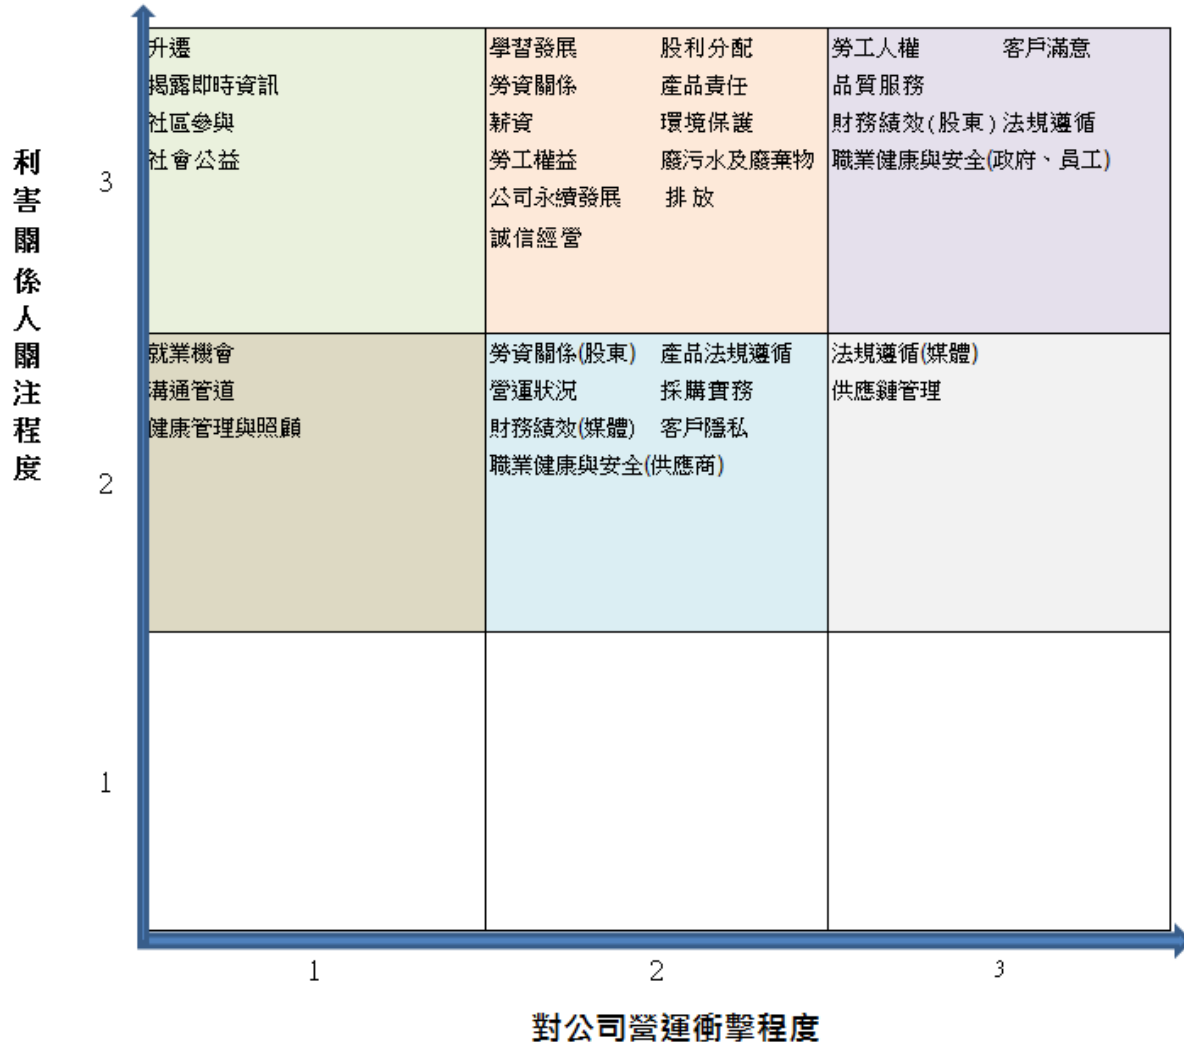 利害關係人關注程度
3
升遷
揭露即時資訊
社區參與
社會公益
學習發展 股利分配
勞資關係 產品責任
薪資 環境保護
勞工權益 廢污水及廢棄物
公司永續發展 排放
誠信經營
勞工人權 客戶滿意
品質服務
財務績效(股東) 法規遵循
職業健康與安全(政府、員工)
2
就業機會
溝通管道
健康管理與照顧
勞資關係(股東) 產品法規遵循
營運狀況 採購實務
財務績效(媒體) 客戶隱私
職業健康與安全(供應商)
法規遵循(媒體)
供應鏈管理
1
1 2 3
對公司營運衝擊程度